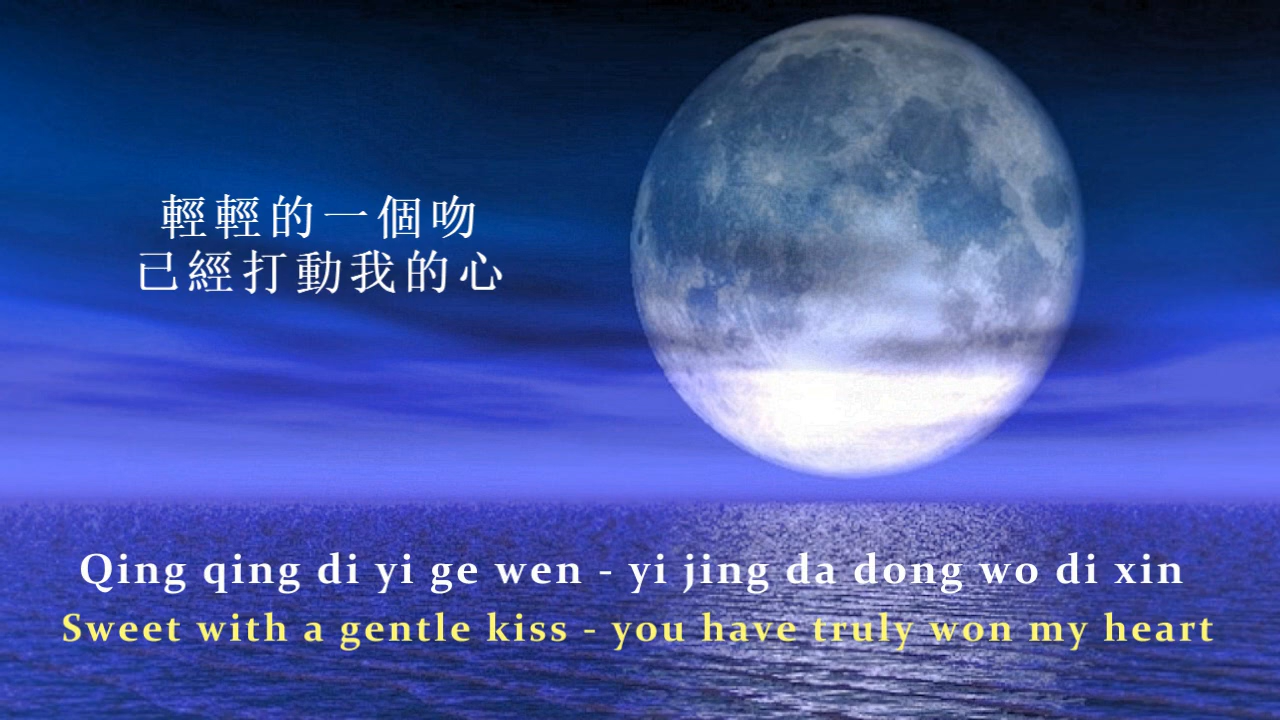 輕輕的一個吻
已經打動我的心
Qing qing di yi ge wen - yi jing da dong wo di xin
Sweet with a gentle kiss - you have truly won my heart